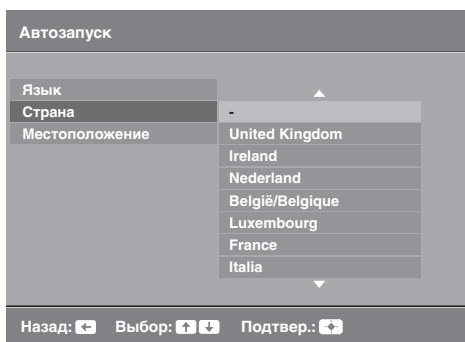 Автозапуск
Язык
Страна
Местоположение
-
United Kingdom
Ireland
Nederland
België/Belgique
Luxembourg
France
Italia
Назад: Выбор: Подтвер.: